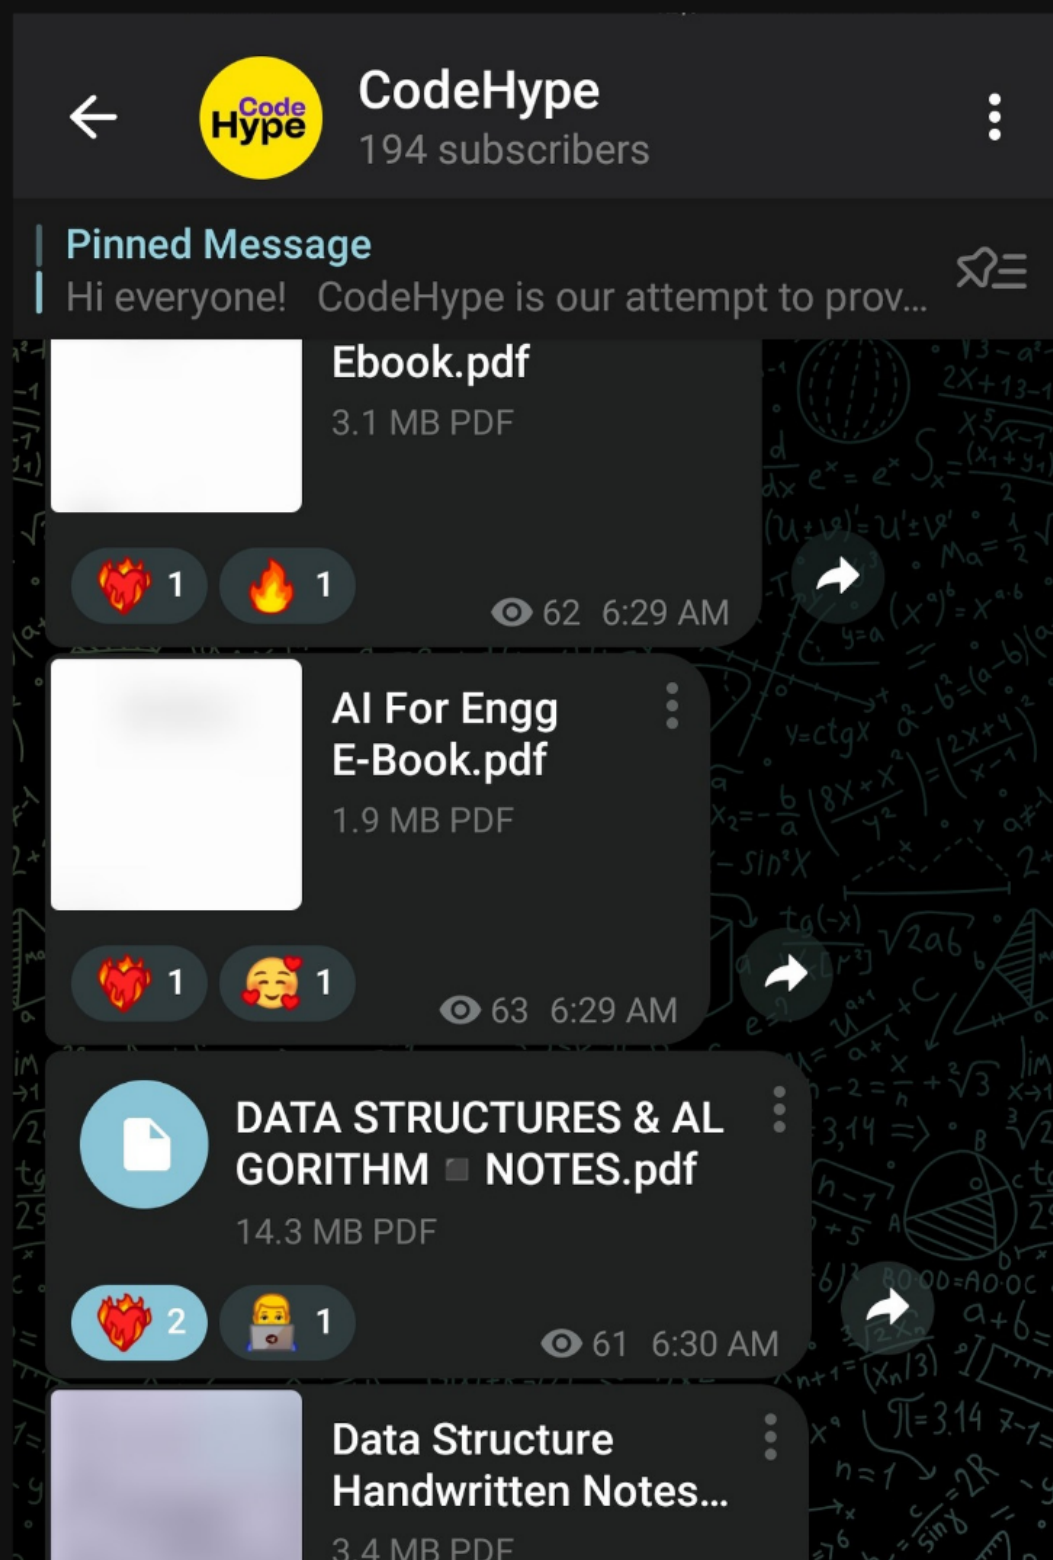 Code
Hype
CodeHype
194 subscribers
Pinned Message
Hi everyone! CodeHype is our attempt to prov...
Ebook.pdf
3.1 MB PDF
1
1
62 6:29 AM
AI For Engg
E-Book.pdf
1.9 MB PDF
1
1
63 6:29 AM
DATA STRUCTURES & AL
GORITHM ◾ NOTES.pdf
14.3 MB PDF
2
1
61 6:30 AM
Data Structure
Handwritten Notes...
3.4 MB PDF